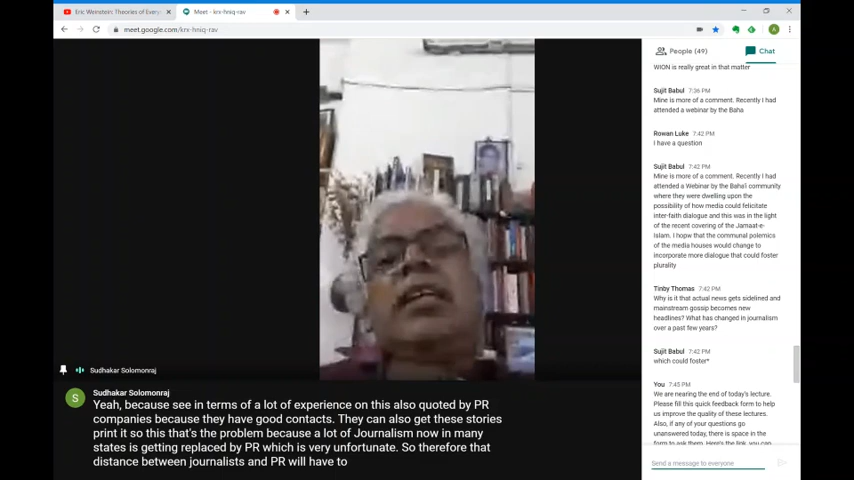 Eric Weinstein: Theories of Every
Meet - knr-hniq-rav
People (49)
Chat
WION is really great in that matter
Sujit Babul 7:36 PM
Mine is more of a comment. Recently I had
attended a webinar by the Baha
Rowan Luke 7:42 PM
I have a question
Sujit Babul 7:42 PM
Mine is more of a comment. Recently I had
attended a Webinar by the Baha'i community
where they were dwelling upon the
possibility of how media could felicitate
inter-faith dialogue and this was in the light
of the recent covering of the Jamaat-e-
Islam. I hopw that the communal polemics
of the media houses would change to
incorporate more dialogue that could foster
plurality
Tinby Thomas 7:42 PM
Why is it that actual news gets sidelined and
mainstream gossip becomes new
headlines? What has changed in journalism
over a past few years?
Sujit Babul 7:42 PM
which could foster*
You 7:45 PM
We are nearing the end of today's lecture.
Please fill this quick feedback form to help
us improve the quality of these lectures.
Also, if any of your questions go
unanswered today, there is space in the
form to ask them. Here's the link, you can
Send a message to everyone
Sudhakar Solomonraj
S
Sudhakar Solomonraj
Yeah, because see in terms of a lot of experience on this also quoted by PR
companies because they have good contacts. They can also get these stories
print it so this that's the problem because a lot of Journalism now in many
states is getting replaced by PR which is very unfortunate. So therefore that
distance between journalists and PR will have to